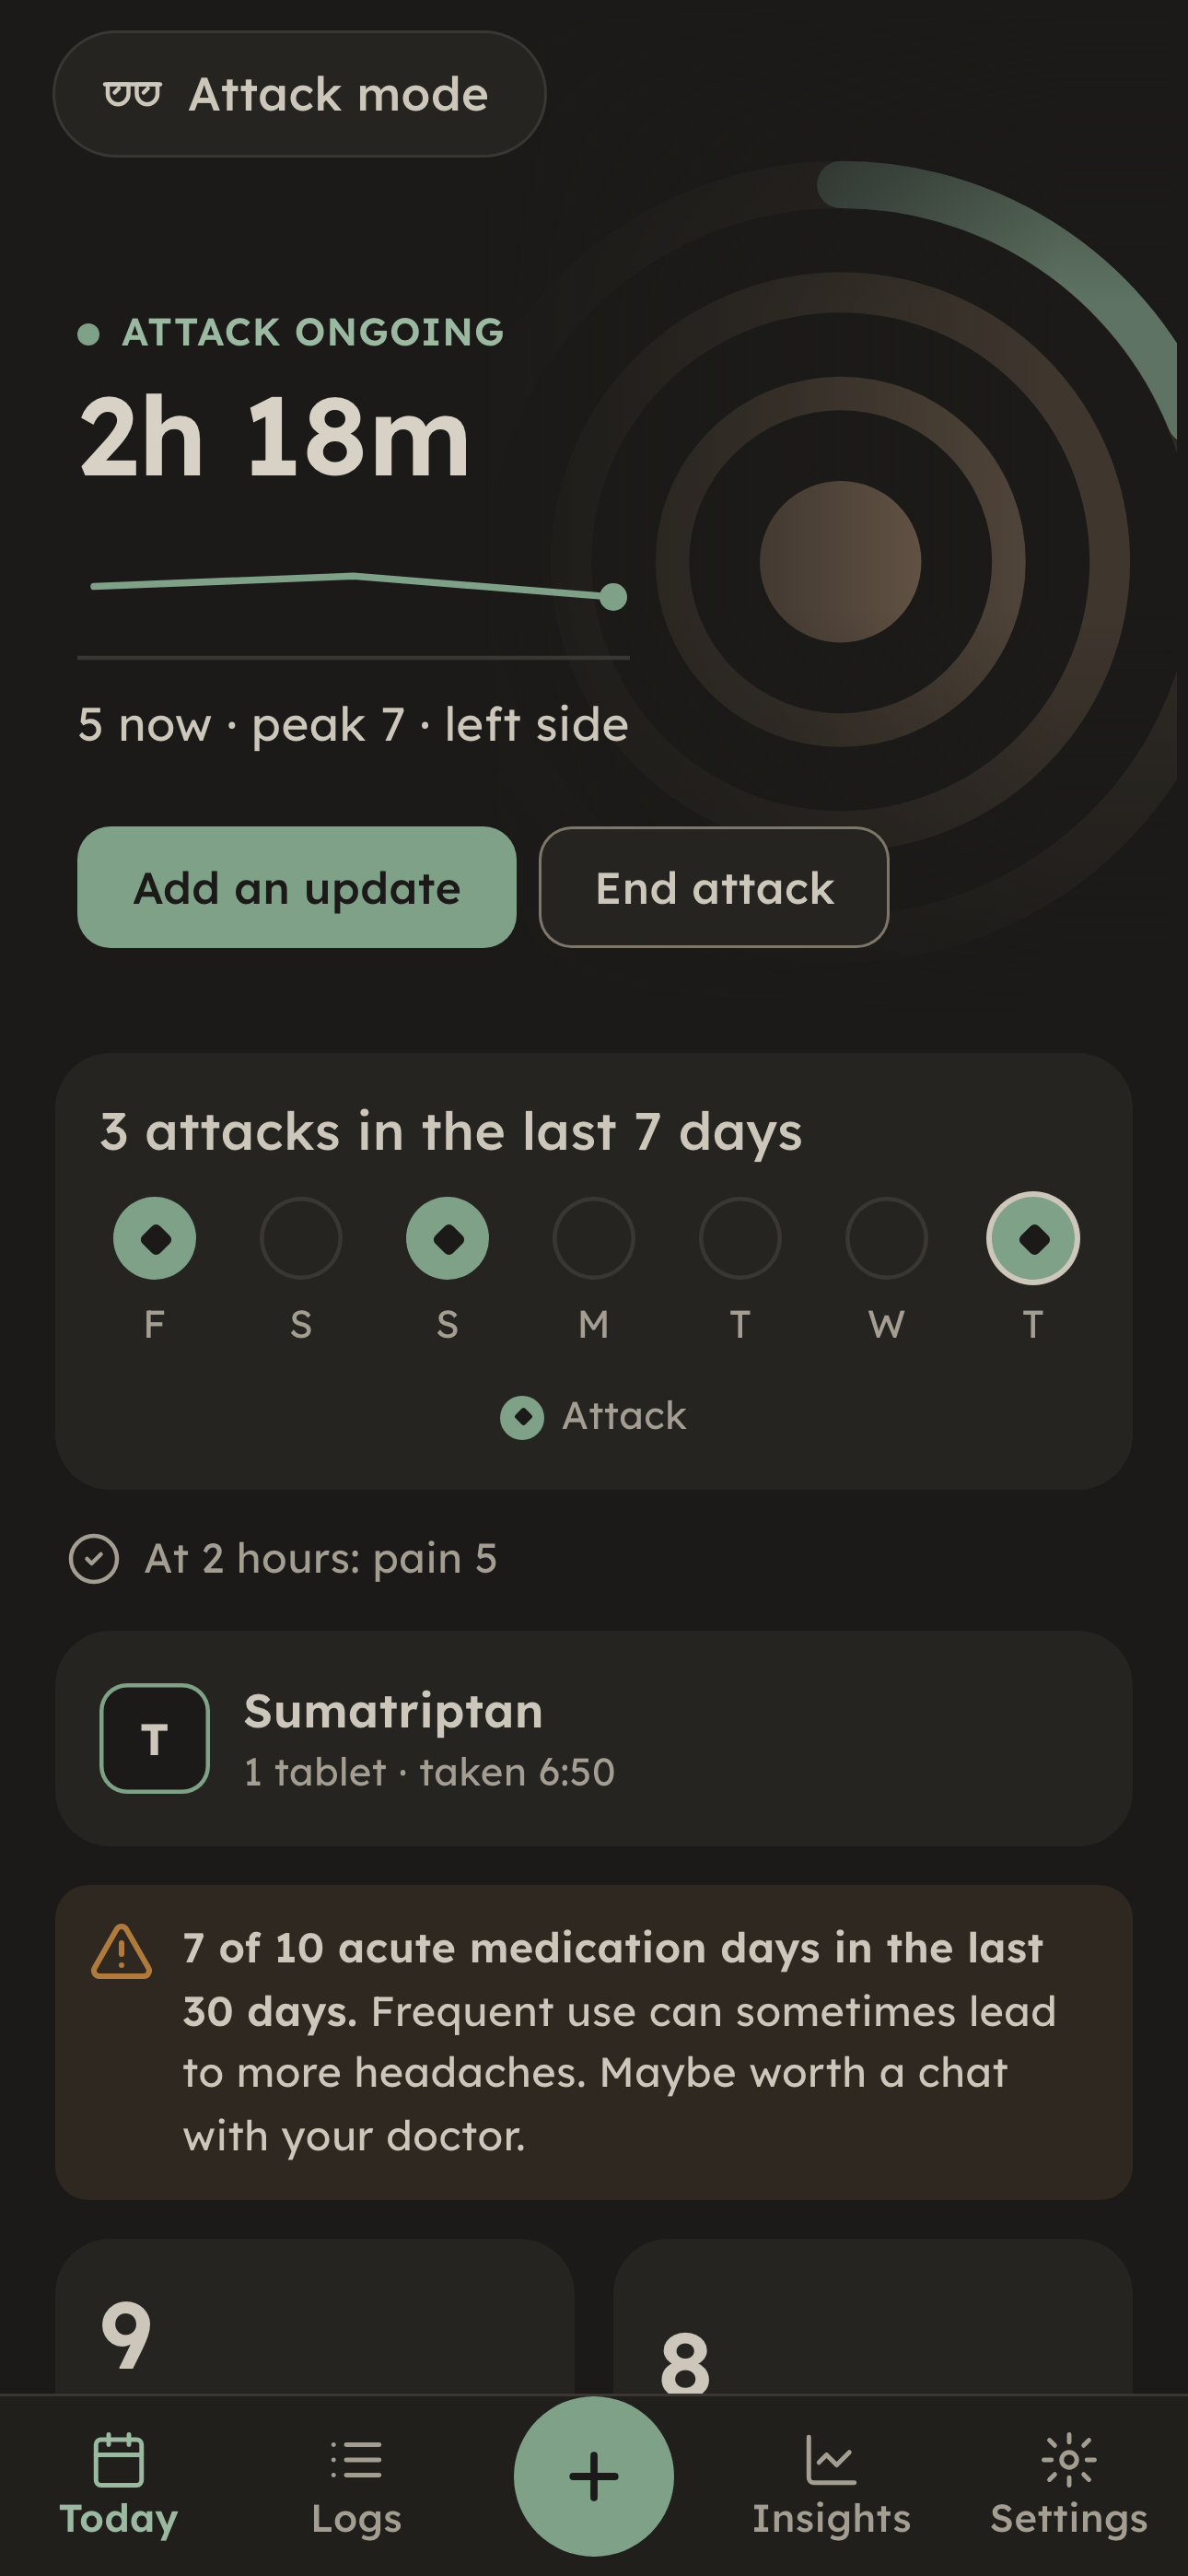 Attack mode
ATTACK ONGOING
2h 18m
5 now · peak 7 · left side
Add an update
End attack
3 attacks in the last 7 days
F S S M T W T
Attack
At 2 hours: pain 5
T
Sumatriptan
1 tablet · taken 6:50
7 of 10 acute medication days in the last
30 days. Frequent use can sometimes lead
to more headaches. Maybe worth a chat
with your doctor.
9
8
Today
Logs
Insights
Settings